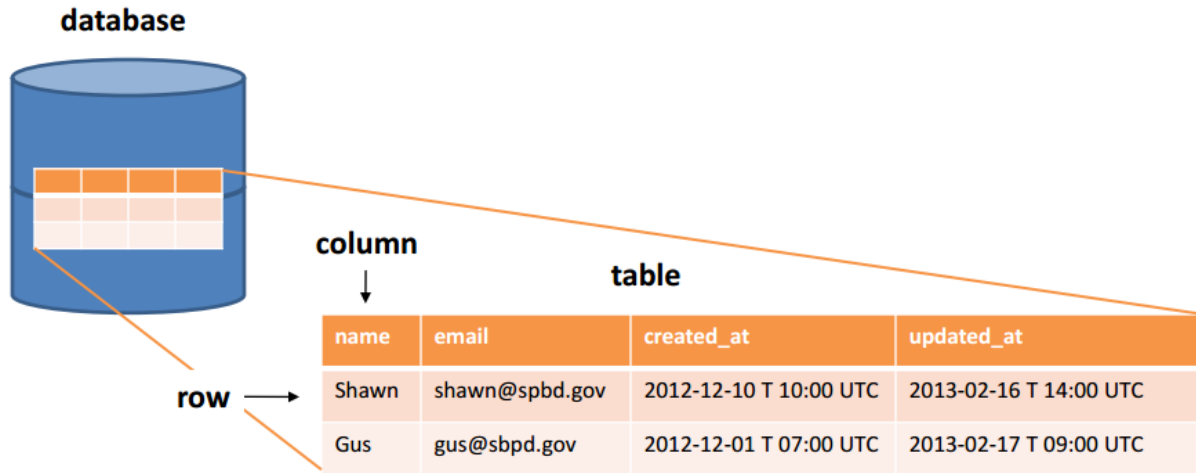 database
column
table
name email created_at updated_at
row
Shawn shawn@spbd.gov 2012-12-10 T 10:00 UTC 2013-02-16 T 14:00 UTC
Gus gus@sbpd.gov 2012-12-01 T 07:00 UTC 2013-02-17 T 09:00 UTC